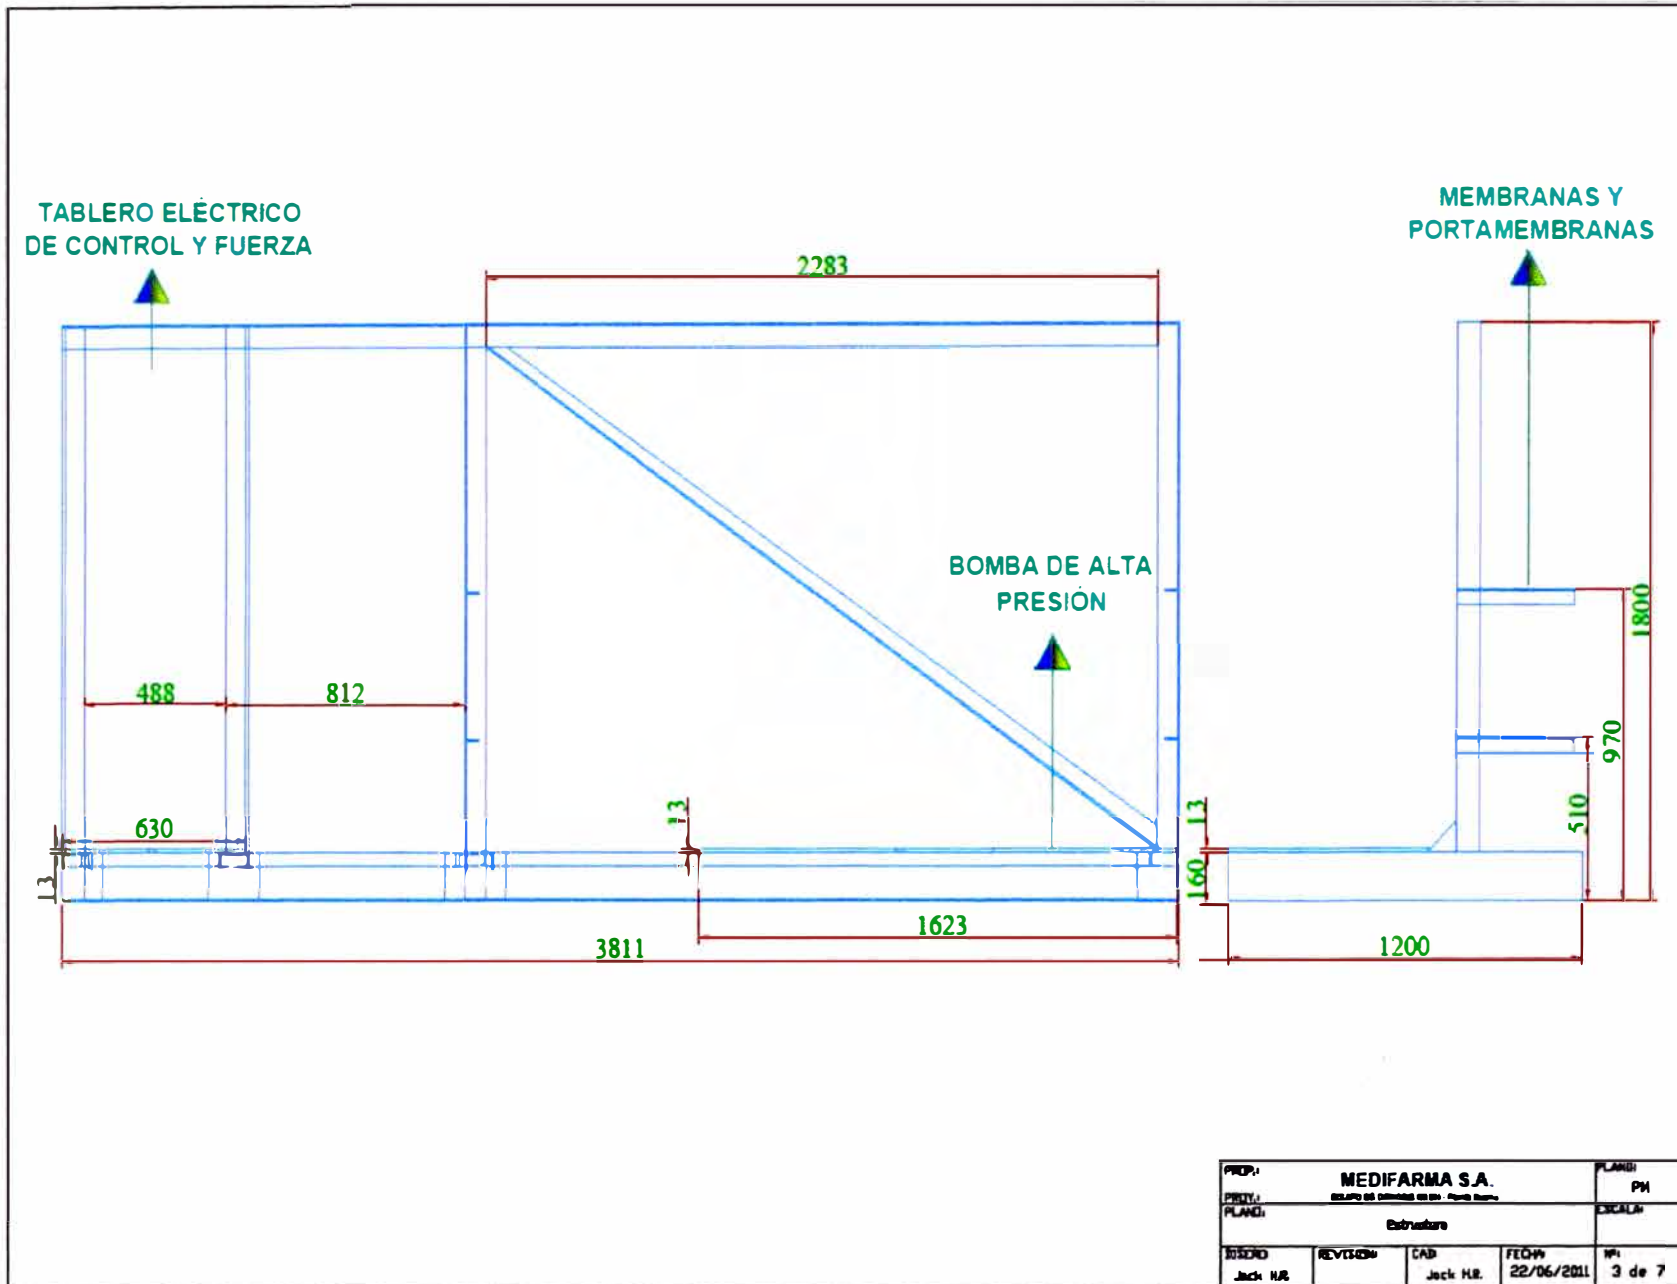 TABLERO ELÉCTRICO
DE CONTROL Y FUERZA
MEMBRANAS Y
PORTAMEMBRANAS
2283
BOMBA DE ALTA
PRESIÓN
1800
488
812
970
510
630
13
13
13
160
1623
3811
1200
PROP.:
MEDIFARMA S.A.
PLANO:
PM
PROY.:
PLANO:
Estructura
ESCALA:
DISEÑO
REVISION
CAD
FECHA
Nº:
Jack H.R.
Jack H.R.
22/06/2011
3 de 7